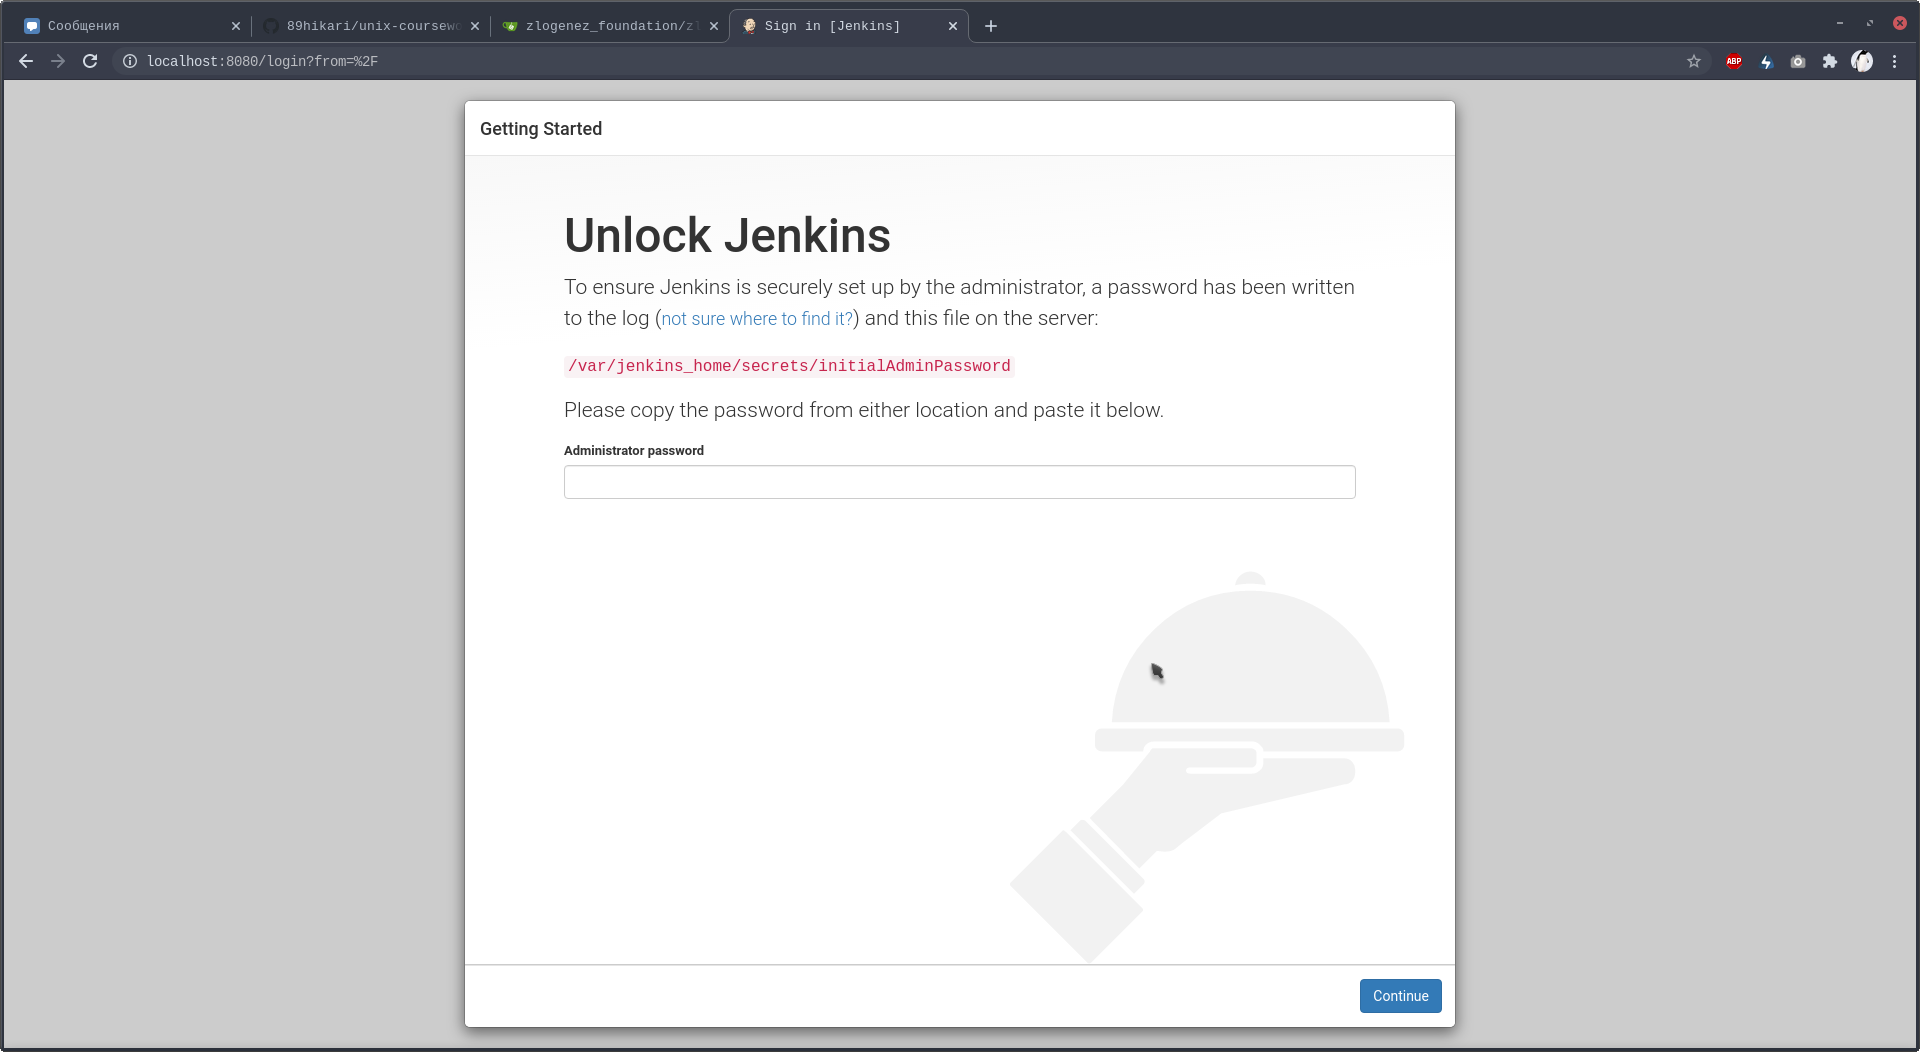 Сообщения
89hikari/unix-coursewo
zlogenez_foundation/zl
Sign in [Jenkins]
localhost:8080/login?from=%2F
ABP
Getting Started
Unlock Jenkins
To ensure Jenkins is securely set up by the administrator, a password has been written
to the log (not sure where to find it?) and this file on the server:
/var/jenkins_home/secrets/initialAdminPassword
Please copy the password from either location and paste it below.
Administrator password
Continue